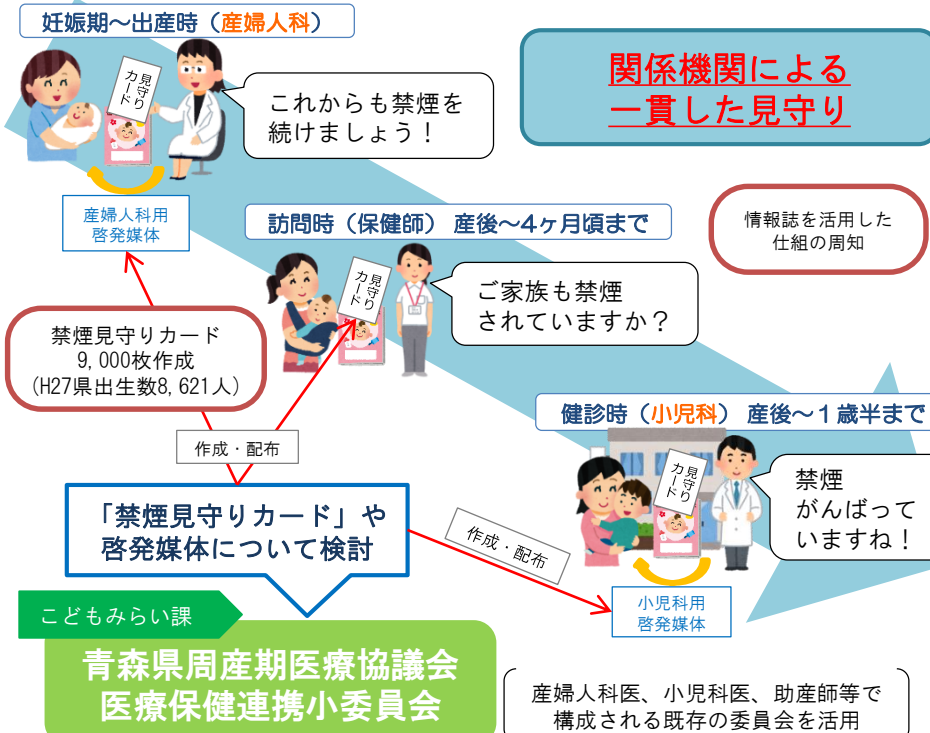 妊娠期～出産時（産婦人科）
見守り
カード
これからも禁煙を
続けましょう！
関係機関による
一貫した見守り
産婦人科用
啓発媒体
訪問時（保健師） 産後～4ヶ月頃まで
情報誌を活用した
仕組の周知
見守り
カード
ご家族も禁煙
されていますか？
禁煙見守りカード
9,000枚作成
(H27県出生数8,621人)
健診時（小児科） 産後～１歳半まで
作成・配布
見守り
カード
禁煙
がんばって
いますね！
「禁煙見守りカード」や
啓発媒体について検討
作成・配布
小児科用
啓発媒体
こどもみらい課
青森県周産期医療協議会
医療保健連携小委員会
産婦人科医、小児科医、助産師等で
構成される既存の委員会を活用